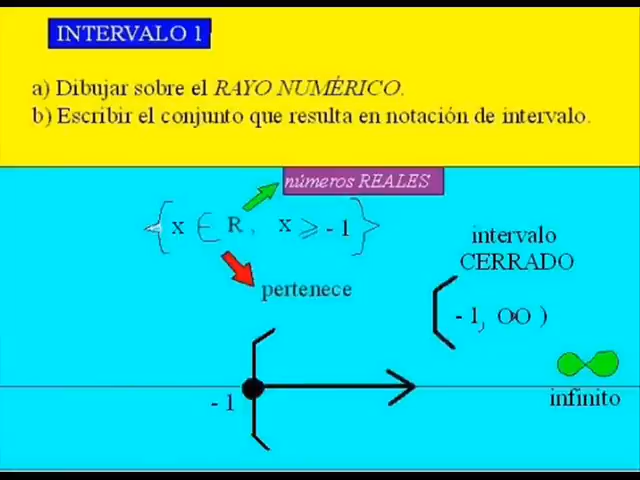 INTERVALO 1
a) Dibujar sobre el RAYO NUMÉRICO.
b) Escribir el conjunto que resulta en notación de intervalo.
números REALES
{ x ∈ R , x ⩾ - 1 }
pertenece
intervalo
CERRADO
[ - 1, ∞ )
- 1
infinito